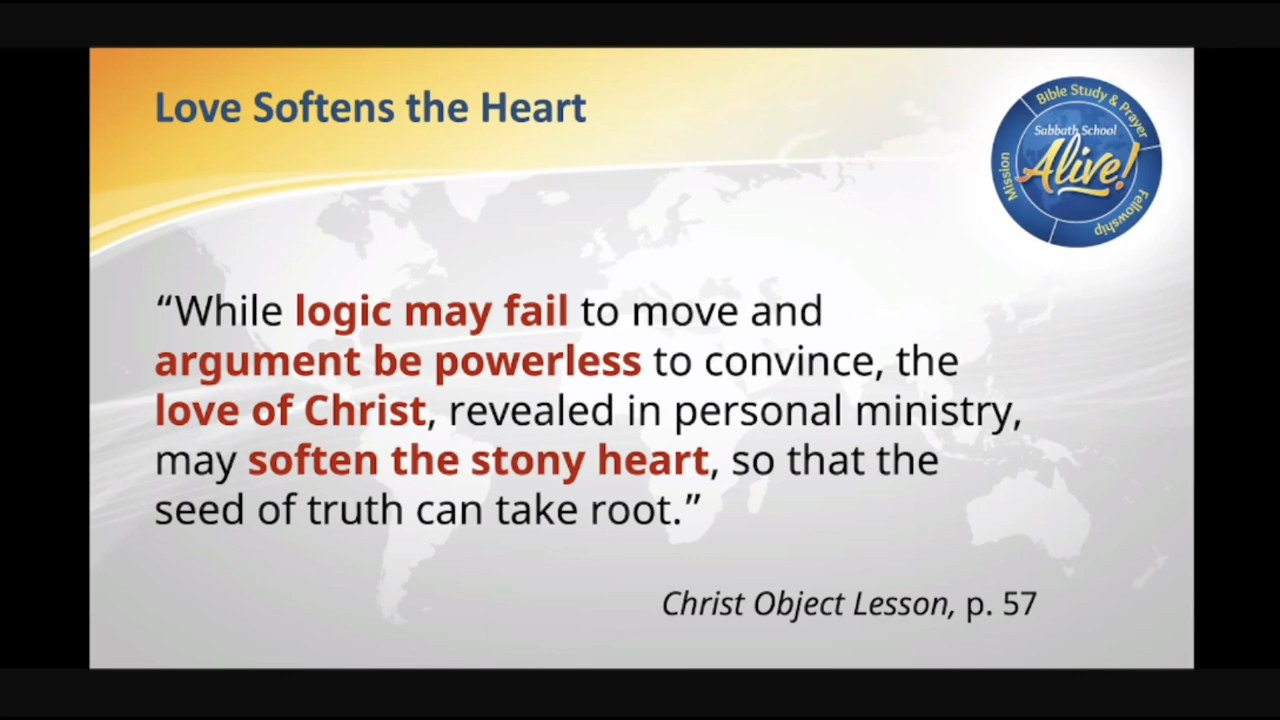 Love Softens the Heart
Bible Study & Prayer
Sabbath School
Alive!
Mission
Fellowship
“While logic may fail to move and
argument be powerless to convince, the
love of Christ, revealed in personal ministry,
may soften the stony heart, so that the
seed of truth can take root.”
Christ Object Lesson, p. 57